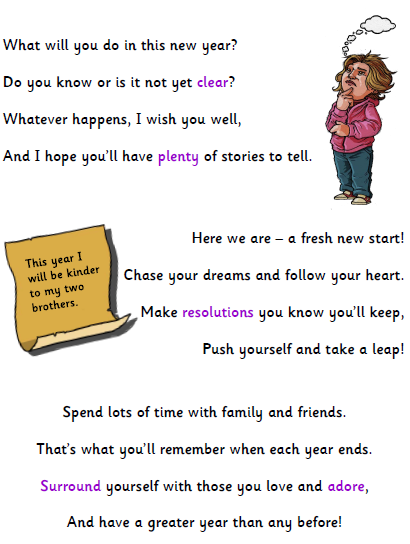 What will you do in this new year?
Do you know or is it not yet clear?
Whatever happens, I wish you well,
And I hope you'll have plenty of stories to tell.
This year I
will be kinder
to my two
brothers.
Here we are – a fresh new start!
Chase your dreams and follow your heart.
Make resolutions you know you'll keep,
Push yourself and take a leap!
Spend lots of time with family and friends.
That's what you'll remember when each year ends.
Surround yourself with those you love and adore,
And have a greater year than any before!